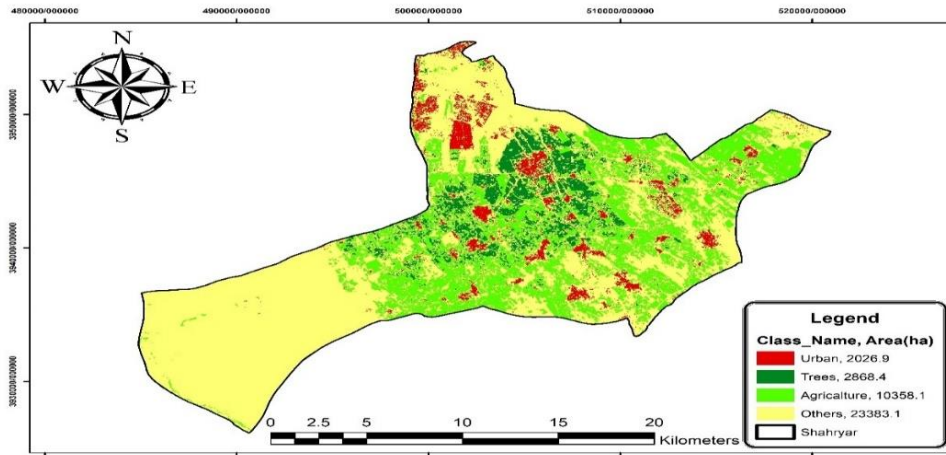 480000/000000 490000/000000 500000/000000 510000/000000 520000/000000
N
W E
S
Legend
Class_Name, Area(ha)
Urban, 2026.9
Trees, 2868.4
Agricalture, 10358.1
Others, 23383.1
Shahryar
0 2.5 5 10 15 20
Kilometers